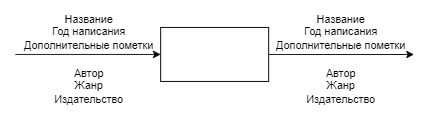 Название
Год написания
Дополнительные пометки
Автор
Жанр
Издательство
Название
Год написания
Дополнительные пометки
Автор
Жанр
Издательство